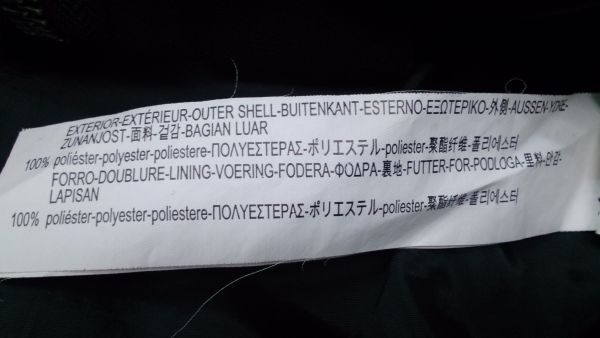 EXTERIOR-EXTÉRIEUR-OUTER SHELL-BUITENKANT-ESTERNO-ΕΞΩΤΕΡΙΚΟ-外側-AUSSEN-YDRE-
ZUNANJOST-面料-겉감-BAGIAN LUAR
100% poliéster-polyester-poliestere-ΠΟΛΥΕΣΤΕΡΑΣ-ポリエステル-poliester-聚酯纤维-폴리에스터
FORRO-DOUBLURE-LINING-VOERING-FODERA-ΦΟΔΡΑ-裏地-FUTTER-FOR-PODLOGA-里料-안감-
LAPISAN
100% poliéster-polyester-poliestere-ΠΟΛΥΕΣΤΕΡΑΣ-ポリエステル-poliester-聚酯纤维-폴리에스터